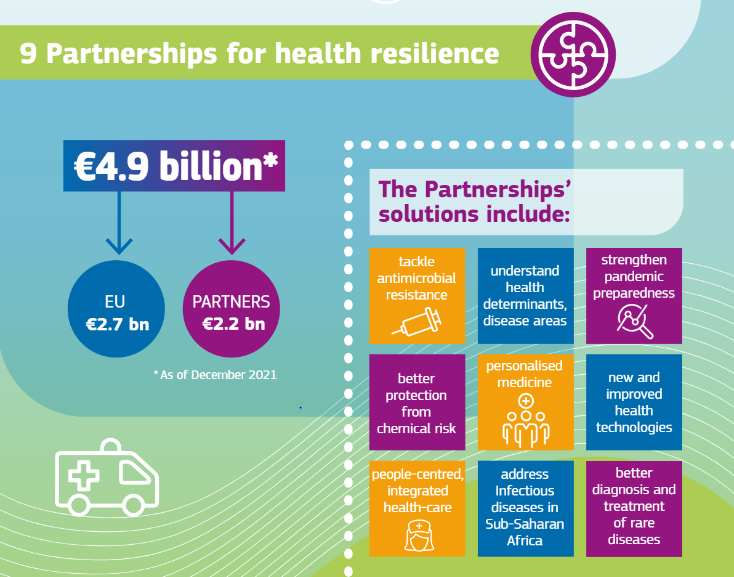 9 Partnerships for health resilience
€4.9 billion*
EU
€2.7 bn
PARTNERS
€2.2 bn
*As of December 2021
The Partnerships'
solutions include:
tackle
antimicrobial
resistance
understand
health
determinants,
disease areas
strengthen
pandemic
preparedness
better
protection
from
chemical risk
personalised
medicine
new and
improved
health
technologies
people-centred,
integrated
health-care
address
Infectious
diseases in
Sub-Saharan
Africa
better
diagnosis and
treatment
of rare
diseases